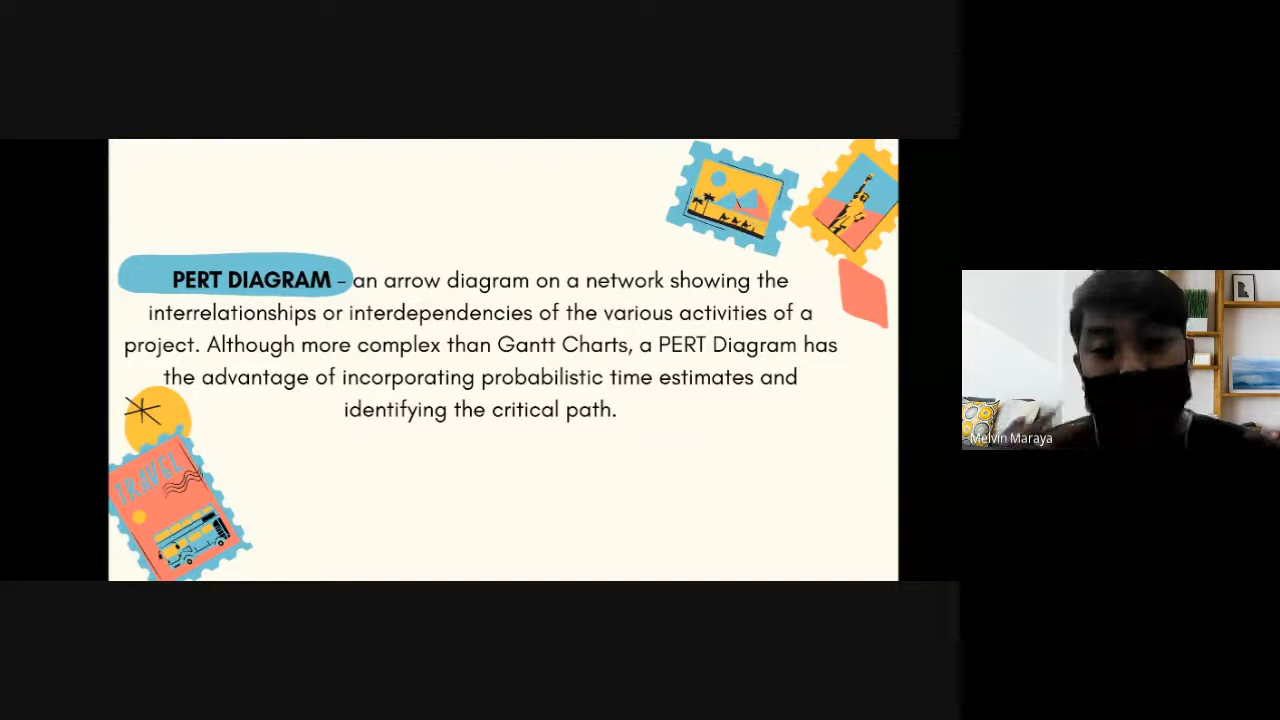 PERT DIAGRAM - an arrow diagram on a network showing the
interrelationships or interdependencies of the various activities of a
project. Although more complex than Gantt Charts, a PERT Diagram has
the advantage of incorporating probabilistic time estimates and
identifying the critical path.
TRAVEL
Melvin Maraya